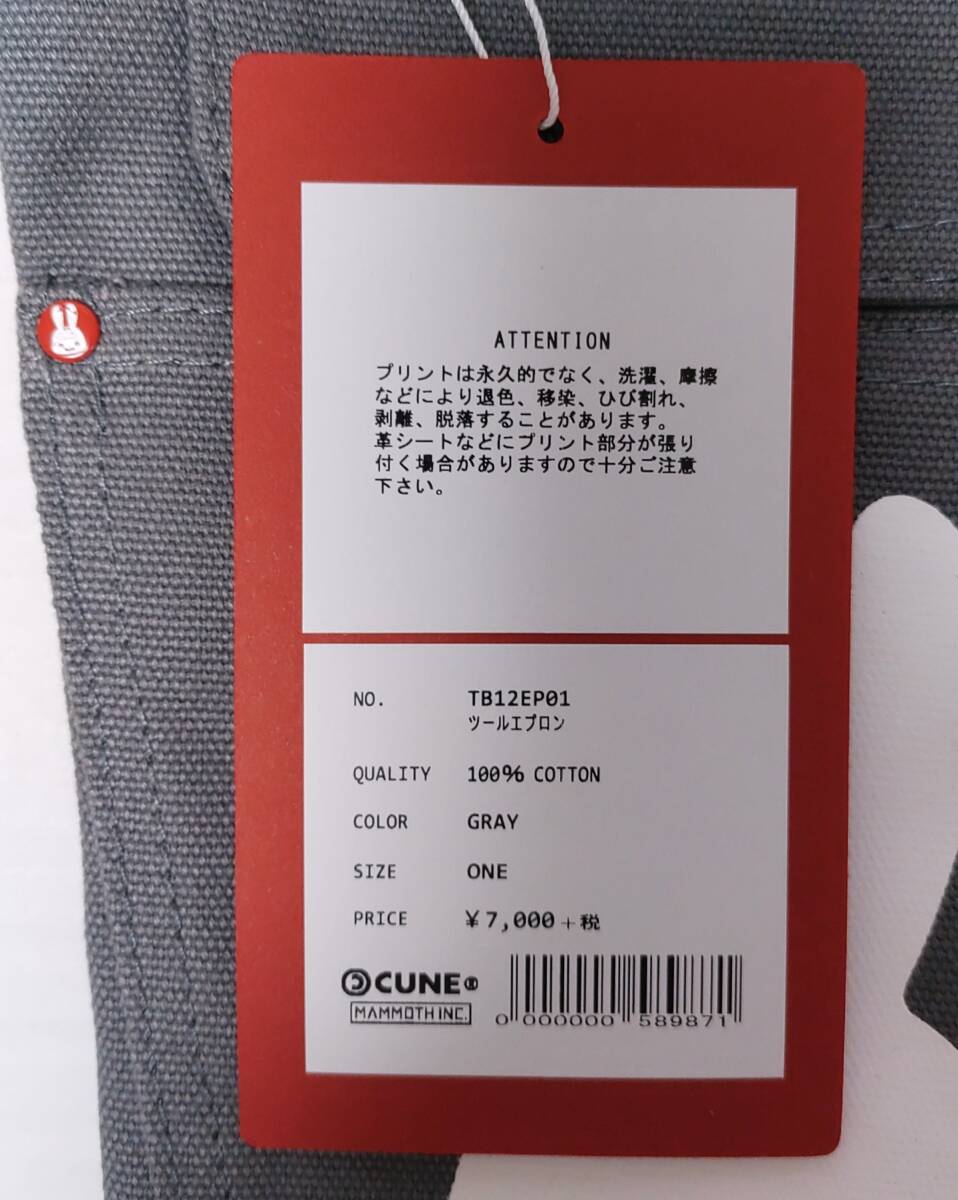 ATTENTION
プリントは永久的でなく、洗濯、摩擦
などにより退色、移染、ひび割れ、
剥離、脱落することがあります。
革シートなどにプリント部分が張り
付く場合がありますので十分ご注意
下さい。
NO. TB12EP01
ツールエプロン
QUALITY 100% COTTON
COLOR GRAY
SIZE ONE
PRICE ¥7,000+税
CUNE®
MAMMOTH INC.
0 000000 589871